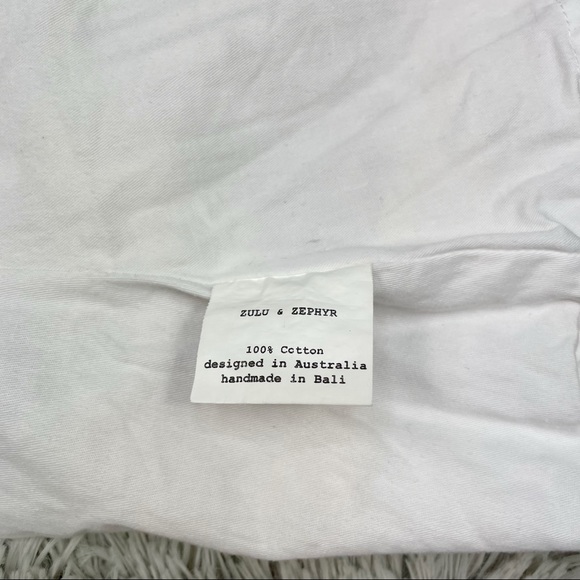 ZULU & ZEPHYR
100% Cotton
designed in Australia
handmade in Bali